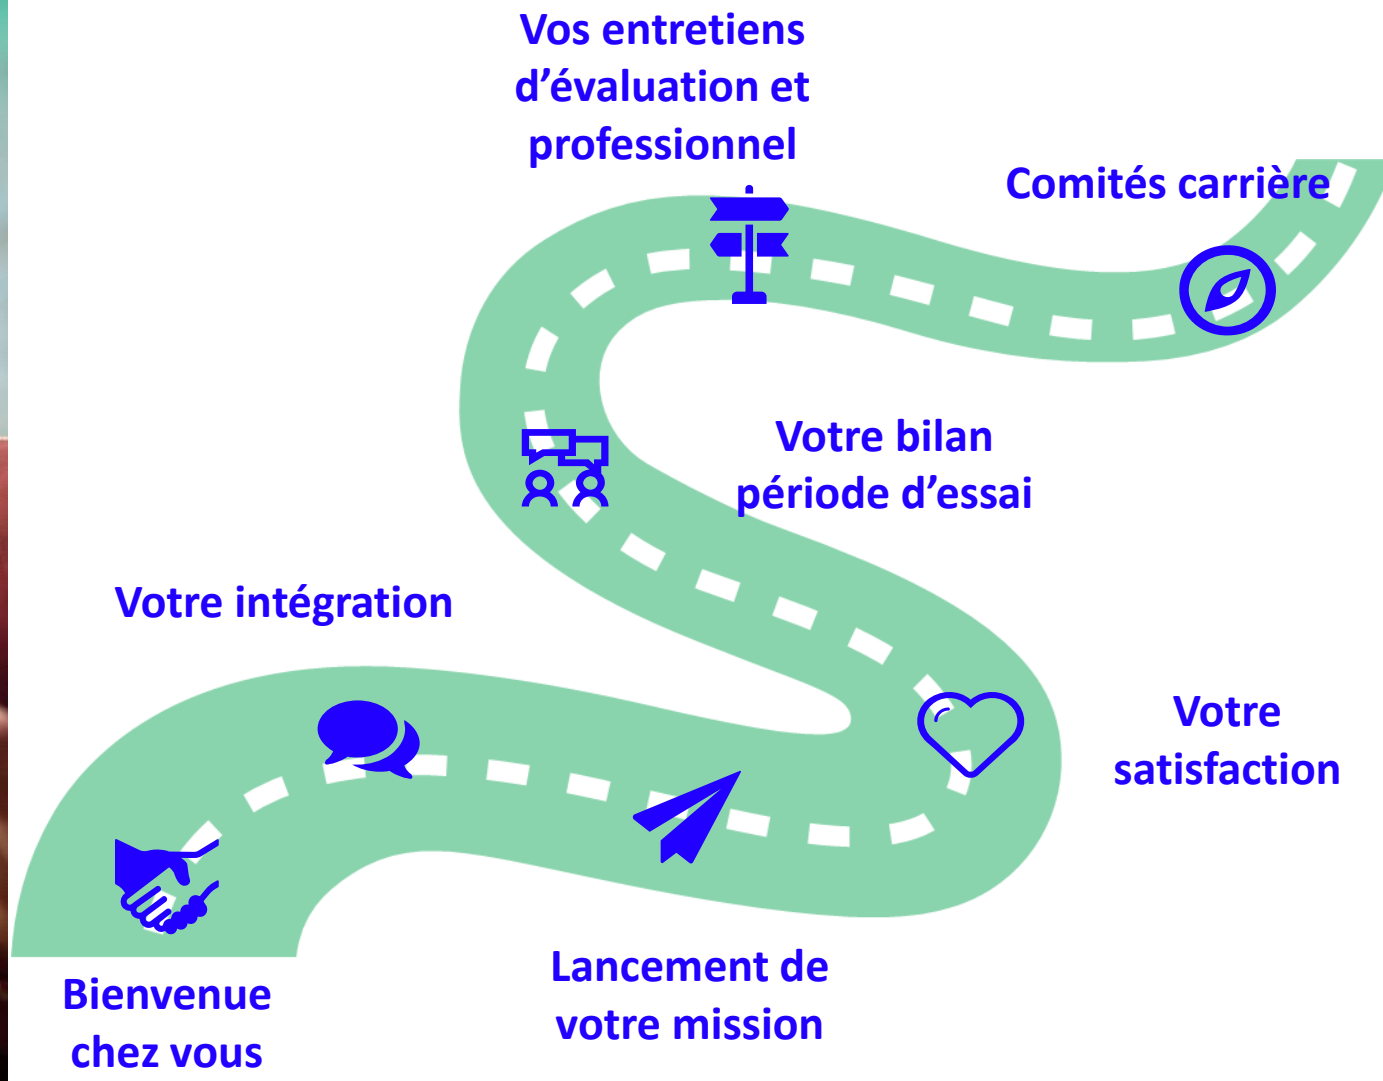 Vos entretiens
d’évaluation et
professionnel
Comités carrière
Votre bilan
période d’essai
Votre intégration
Votre
satisfaction
Lancement de
votre mission
Bienvenue
chez vous